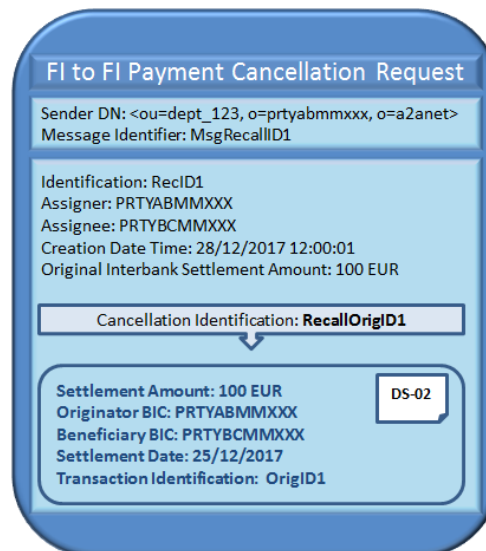 FI to FI Payment Cancellation Request
Sender DN: <ou=dept_123, o=prtyabmmxxx, o=a2anet>
Message Identifier: MsgRecallID1
Identification: RecID1
Assigner: PRTYABMMXXX
Assignee: PRTYBCMMXXX
Creation Date Time: 28/12/2017 12:00:01
Original Interbank Settlement Amount: 100 EUR
Cancellation Identification: RecallOrigID1
Settlement Amount: 100 EUR
DS-02
Originator BIC: PRTYABMMXXX
Beneficiary BIC: PRTYBCMMXXX
Settlement Date: 25/12/2017
Transaction Identification: OrigID1